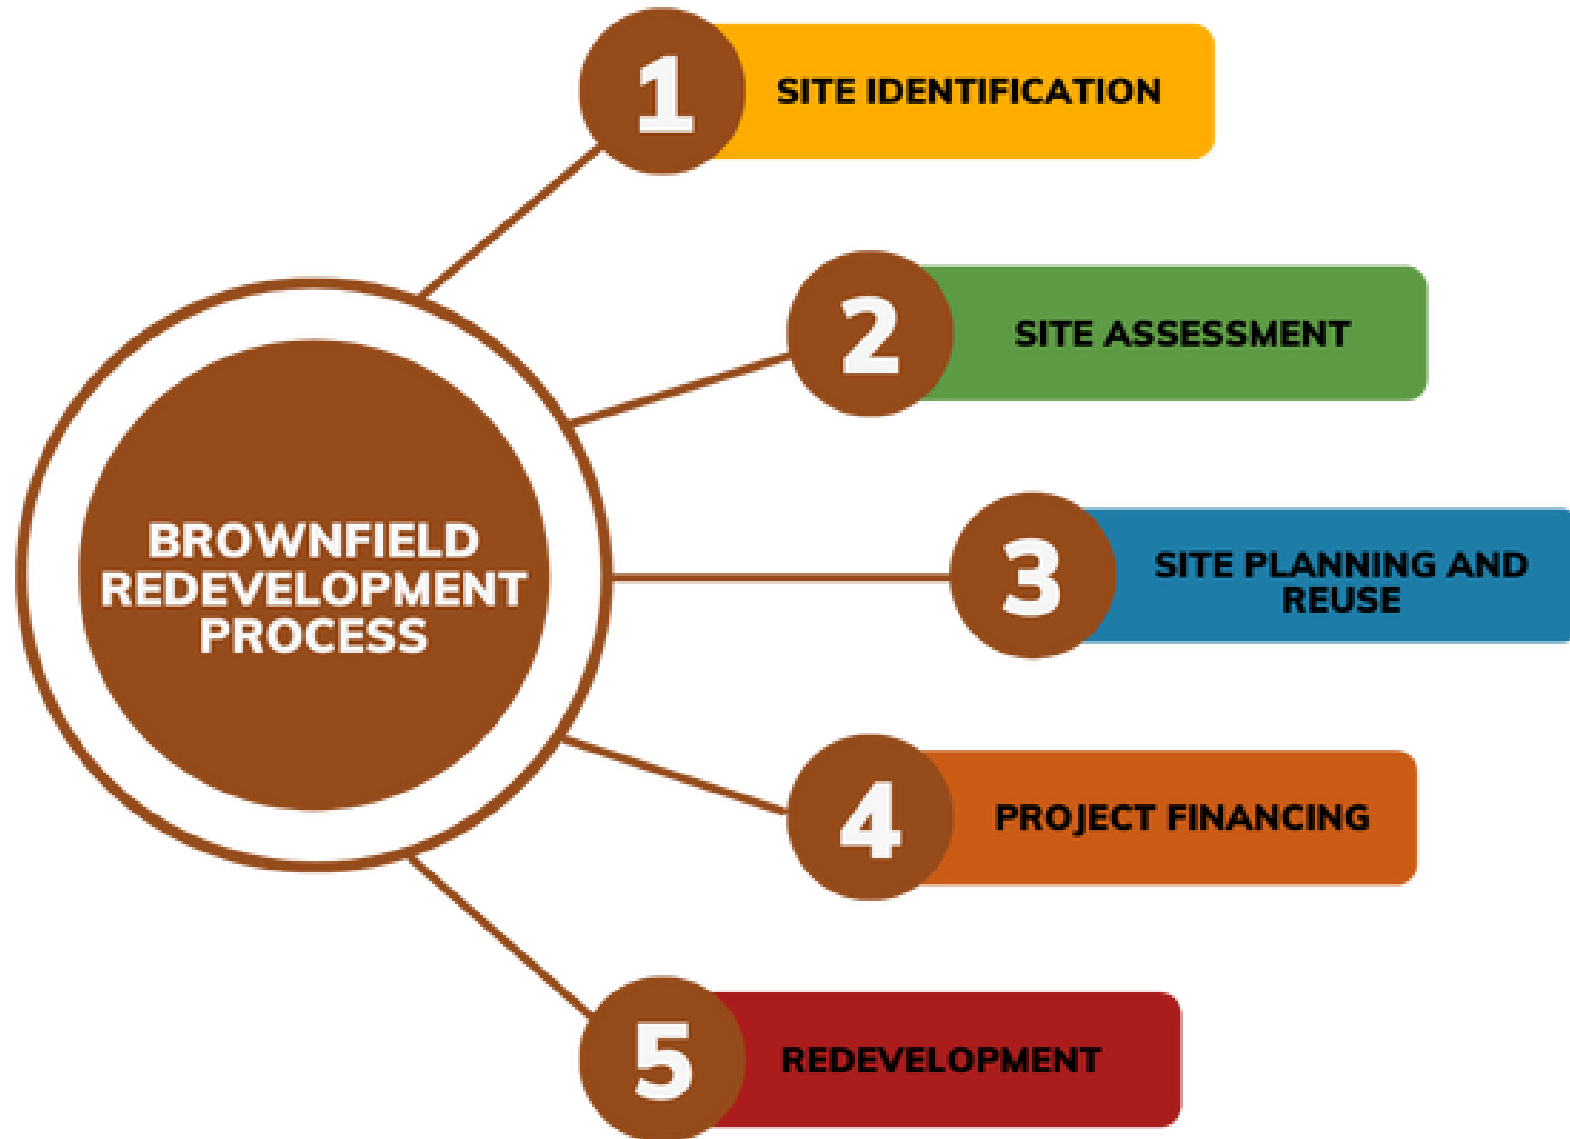 1
SITE IDENTIFICATION
2
SITE ASSESSMENT
BROWNFIELD
REDEVELOPMENT
PROCESS
3
SITE PLANNING AND
REUSE
4
PROJECT FINANCING
5
REDEVELOPMENT